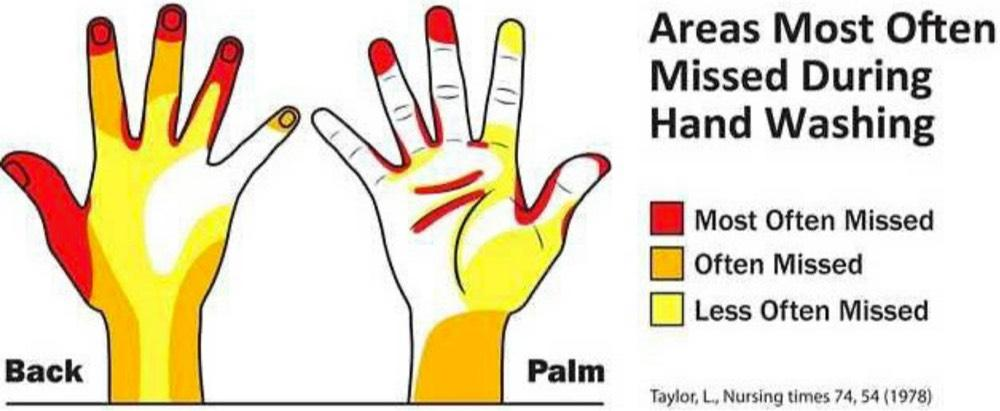 Areas Most Often
Missed During
Hand Washing
Most Often Missed
Often Missed
Less Often Missed
Back
Palm
Taylor, L., Nursing times 74, 54 (1978)